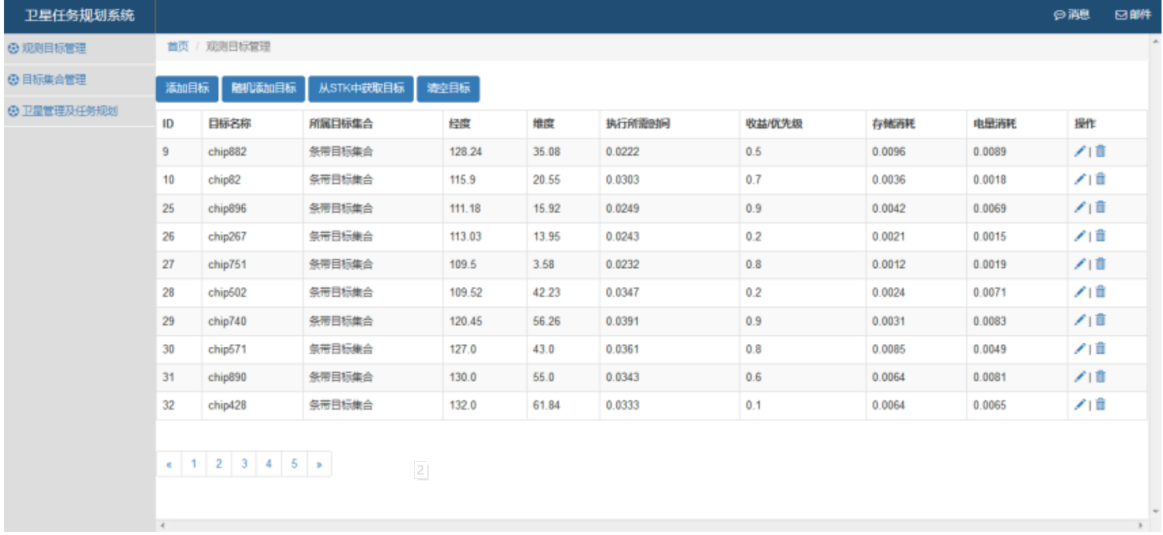 卫星任务规划系统 消息 邮件
观测目标管理
目标集合管理
卫星管理及任务规划
首页 / 观测目标管理
添加目标 随机添加目标 从STK中获取目标 清空目标
ID 目标名称 所属目标集合 经度 维度 执行所需时间 收益/优先级 存储消耗 电量消耗 操作
9 chip882 条带目标集合 128.24 35.08 0.0222 0.5 0.0096 0.0089 |
10 chip82 条带目标集合 115.9 20.55 0.0303 0.7 0.0036 0.0018 |
25 chip896 条带目标集合 111.18 15.92 0.0249 0.9 0.0042 0.0069 |
26 chip267 条带目标集合 113.03 13.95 0.0243 0.2 0.0021 0.0015 |
27 chip751 条带目标集合 109.5 3.58 0.0232 0.8 0.0012 0.0019 |
28 chip502 条带目标集合 109.52 42.23 0.0347 0.2 0.0024 0.0071 |
29 chip740 条带目标集合 120.45 56.26 0.0391 0.9 0.0031 0.0083 |
30 chip571 条带目标集合 127.0 43.0 0.0361 0.8 0.0085 0.0049 |
31 chip890 条带目标集合 130.0 55.0 0.0343 0.6 0.0064 0.0081 |
32 chip428 条带目标集合 132.0 61.84 0.0333 0.1 0.0064 0.0065 |
« 1 2 3 4 5 » 2